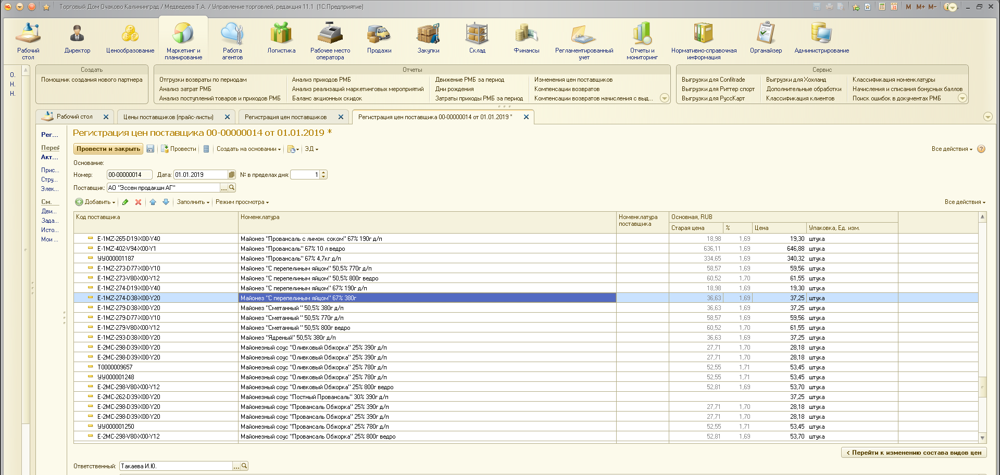 Торговый Дом Очаково Калининград / Медведева Т.А. / Управление торговлей, редакция 11.1 (1С:Предприятие)
M M+ M-
Рабочий стол
Директор
Ценообразование
Маркетинг и планирование
Работа агентов
Логистика
Рабочее место оператора
Продажи
Закупки
Склад
Финансы
Регламентированный учет
Отчеты и мониторинг
Нормативно-справочная информация
Органайзер
Администрирование
О.
Н.
Н.
Создать
Помощник создания нового партнера
Отчеты
Отгрузки возвраты по периодам
Анализ затрат РМБ
Анализ поступлений товаров и приходов РМБ
Анализ приходов РМБ
Анализ реализаций маркетинговых мероприятий
Баланс акционных скидок
Движение РМБ за период
Дни рождения
Затраты приходы РМБ за период
Изменения цен поставщиков
Компенсации возвратов
Компенсации возвратов начисления с выд...
Сервис
Выгрузки для Confitrade
Выгрузки для Риттер спорт
Выгрузки для РуссКарт
Выгрузки для Хохланд
Дополнительные обработки
Классификация клиентов
Классификация номенклатуры
Начисления и списания бонусных баллов
Поиск ошибок в документах РМБ
Рабочий стол
Цены поставщиков (прайс-листы)
Регистрация цен поставщиков
Регистрация цен поставщика 00-00000014 от 01.01.2019 *
Рег...
Перей
Акт...
Прис...
Стру...
Элек...
См.
Дви...
Зада...
Исто...
Мои ...
Регистрация цен поставщика 00-00000014 от 01.01.2019 *
Провести и закрыть Провести Создать на основании ЭД Все действия ?
Основание:
Номер: 00-00000014 Дата: 01.01.2019 № в пределах дня: 1
Поставщик: АО "Эссен продакшн АГ" ...
Добавить Заполнить Режим просмотра Все действия
Код поставщика Номенклатура Номенклатура поставщика Основная, RUB
Старая цена % Цена Упаковка, Ед. изм.
E-1MZ-265-D19-X00-Y40 Майонез "Провансаль с лимон. соком" 67% 190г д/п 18,98 1,69 19,30 штука
E-1MZ-402-V94-X00-Y1 Майонез "Провансаль" 67% 10 л ведро 636,11 1,69 646,88 штука
УУ000001187 Майонез "Провансаль" 67% 4,7кг д/п 334,65 1,69 340,32 штука
E-1MZ-273-D77-X00-Y10 Майонез "С перепелиным яйцом" 50,5% 770г д/п 58,57 1,69 59,56 штука
E-1MZ-273-V80-X00-Y12 Майонез "С перепелиным яйцом" 50,5% 800г ведро 60,52 1,70 61,55 штука
E-1MZ-274-D19-X00-Y40 Майонез "С перепелиным яйцом" 67% 190г д/п 18,98 1,69 19,30 штука
E-1MZ-274-D38-X00-Y20 Майонез "С перепелиным яйцом" 67% 380г 36,63 1,69 37,25 штука
E-1MZ-279-D38-X00-Y20 Майонез "Сметанный " 50,5% 380г д/п 36,63 1,69 37,25 штука
E-1MZ-279-D77-X00-Y10 Майонез "Сметанный " 50,5% 770г д/п 58,57 1,69 59,56 штука
E-1MZ-279-V80-X00-Y12 Майонез "Сметанный " 50,5% 800г ведро 60,52 1,70 61,55 штука
E-1MZ-293-D38-X00-Y20 Майонез "Ядреный" 50,5% 380г д/п 36,63 1,69 37,25 штука
E-2MC-298-D39-X00-Y20 Майонезный соус "Оливковый Обжорка" 25% 390г д/п 27,71 1,70 28,18 штука
E-2MC-298-D39-X00-Y20 Майонезный соус "Оливковый Обжорка" 25% 390г д/п 27,71 1,70 28,18 штука
Т0000009657 Майонезный соус "Оливковый Обжорка" 25% 780г д/п 52,55 1,71 53,45 штука
УУ000001248 Майонезный соус "Оливковый Обжорка" 25% 780г д/п 52,55 1,71 53,45 штука
E-2MC-298-V80-X00-Y12 Майонезный соус "Оливковый Обжорка" 25% 800г ведро 52,81 1,69 53,70 штука
E-2MC-262-D39-X00-Y20 Майонезный соус "Постный Провансаль" 30% 390г д/п 37,25 штука
E-2MC-298-D39-X00-Y20 Майонезный соус "Провансаль Обжорка" 25% 390г д/п 27,71 1,70 28,18 штука
E-2MC-298-D39-X00-Y20 Майонезный соус "Провансаль Обжорка" 25% 390г д/п 27,71 1,70 28,18 штука
УУ000001250 Майонезный соус "Провансаль Обжорка" 25% 780г д/п 52,55 1,71 53,45 штука
E-2MC-298-V80-X00-Y12 Майонезный соус "Провансаль Обжорка" 25% 800г ведро 52,81 1,69 53,70 штука
< Перейти к изменению состава видов цен
Ответственный: Такаева И.Ю. ...